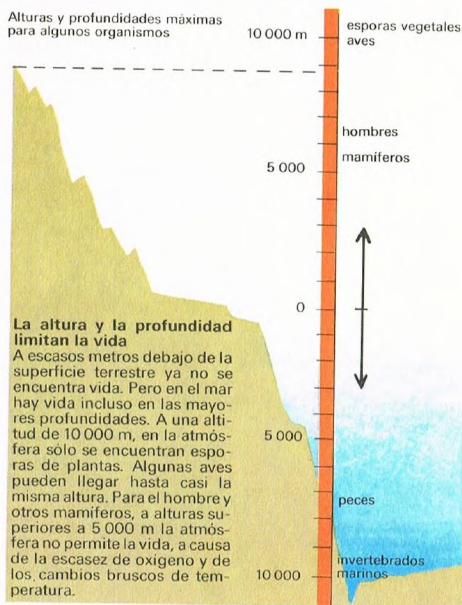 Alturas y profundidades máximas
para algunos organismos
10 000 m
esporas vegetales
aves
hombres
mamíferos
5 000
0
La altura y la profundidad
limitan la vida
A escasos metros debajo de la
superficie terrestre ya no se
encuentra vida. Pero en el mar
hay vida incluso en las mayo-
res profundidades. A una alti-
tud de 10 000 m, en la atmós-
fera sólo se encuentran espo-
ras de plantas. Algunas aves
pueden llegar hasta casi la
misma altura. Para el hombre y
otros mamíferos, a alturas su-
periores a 5 000 m la atmós-
fera no permite la vida, a causa
de la escasez de oxígeno y de
los cambios bruscos de tem-
peratura.
5 000
peces
invertebrados
marinos
10 000